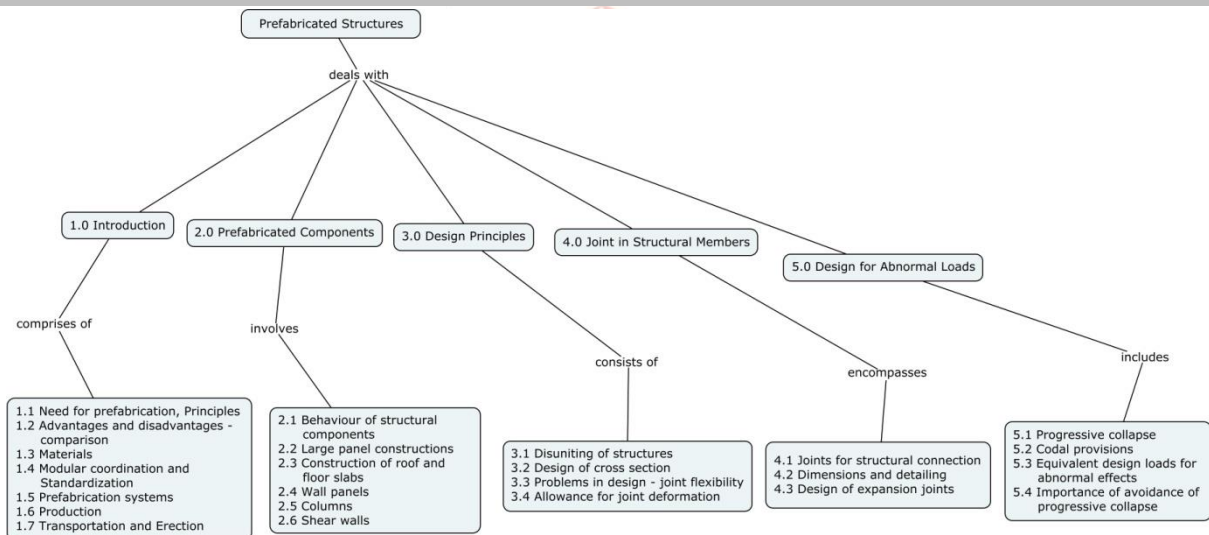 Prefabricated Structures
deals with
1.0 Introduction
2.0 Prefabricated Components
3.0 Design Principles
4.0 Joint in Structural Members
5.0 Design for Abnormal Loads
comprises of
involves
consists of
encompasses
includes
1.1 Need for prefabrication, Principles
1.2 Advantages and disadvantages -
comparison
1.3 Materials
1.4 Modular coordination and
Standardization
1.5 Prefabrication systems
1.6 Production
1.7 Transportation and Erection
2.1 Behaviour of structural
components
2.2 Large panel constructions
2.3 Construction of roof and
floor slabs
2.4 Wall panels
2.5 Columns
2.6 Shear walls
3.1 Disuniting of structures
3.2 Design of cross section
3.3 Problems in design - joint flexibility
3.4 Allowance for joint deformation
4.1 Joints for structural connection
4.2 Dimensions and detailing
4.3 Design of expansion joints
5.1 Progressive collapse
5.2 Codal provisions
5.3 Equivalent design loads for
abnormal effects
5.4 Importance of avoidance of
progressive collapse